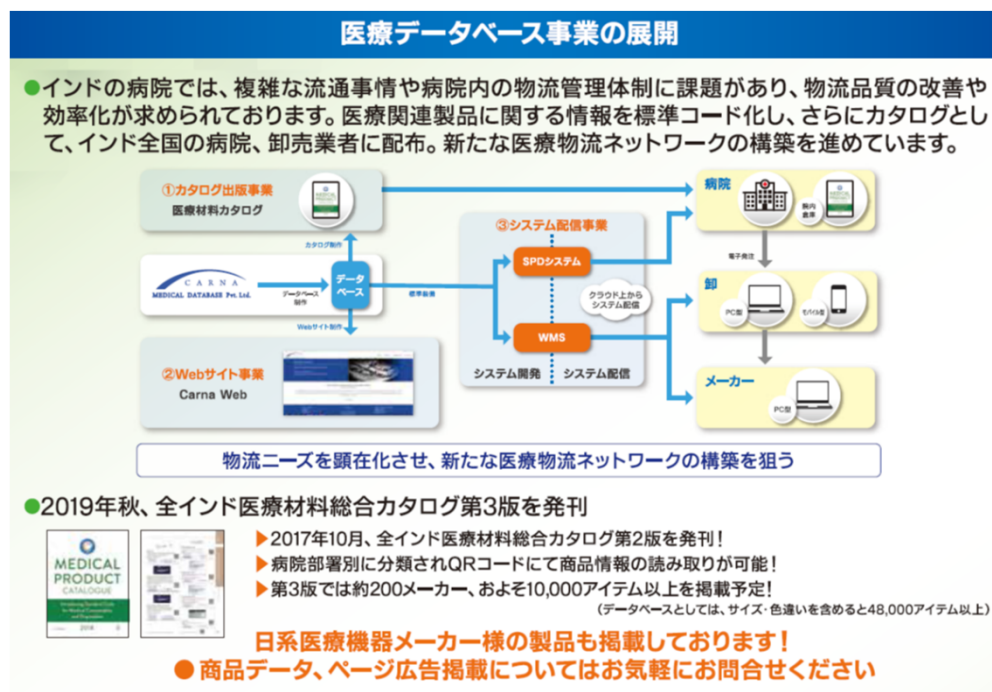 医療データベース事業の展開
●インドの病院では、複雑な流通事情や病院内の物流管理体制に課題があり、物流品質の改善や
効率化が求められております。医療関連製品に関する情報を標準コード化し、さらにカタログとし
て、インド全国の病院、卸売業者に配布。新たな医療物流ネットワークの構築を進めています。
①カタログ出版事業
医療材料カタログ
MEDICAL
PRODUCT
カタログ制作
CARNA
MEDICAL DATABASE Pvt. Ltd.
データベース
制作
データ
ベース
Webサイト制作
②Webサイト事業
Carna Web
③システム配信事業
SPDシステム
クラウド上から
システム配信
WMS
システム開発
システム配信
病院
院内
倉庫
電子発注
卸
PC型
モバイル型
メーカー
PC型
物流ニーズを顕在化させ、新たな医療物流ネットワークの構築を狙う
●2019年秋、全インド医療材料総合カタログ第3版を発刊
MEDICAL
PRODUCT
CATALOGUE
2018
▶2017年10月、全インド医療材料総合カタログ第2版を発刊！
▶病院部署別に分類されQRコードにて商品情報の読み取りが可能！
▶第3版では約200メーカー、およそ10,000アイテム以上を掲載予定！
（データベースとしては、サイズ・色違いを含めると48,000アイテム以上）
日系医療機器メーカー様の製品も掲載しております！
●商品データ、ページ広告掲載についてはお気軽にお問合せください